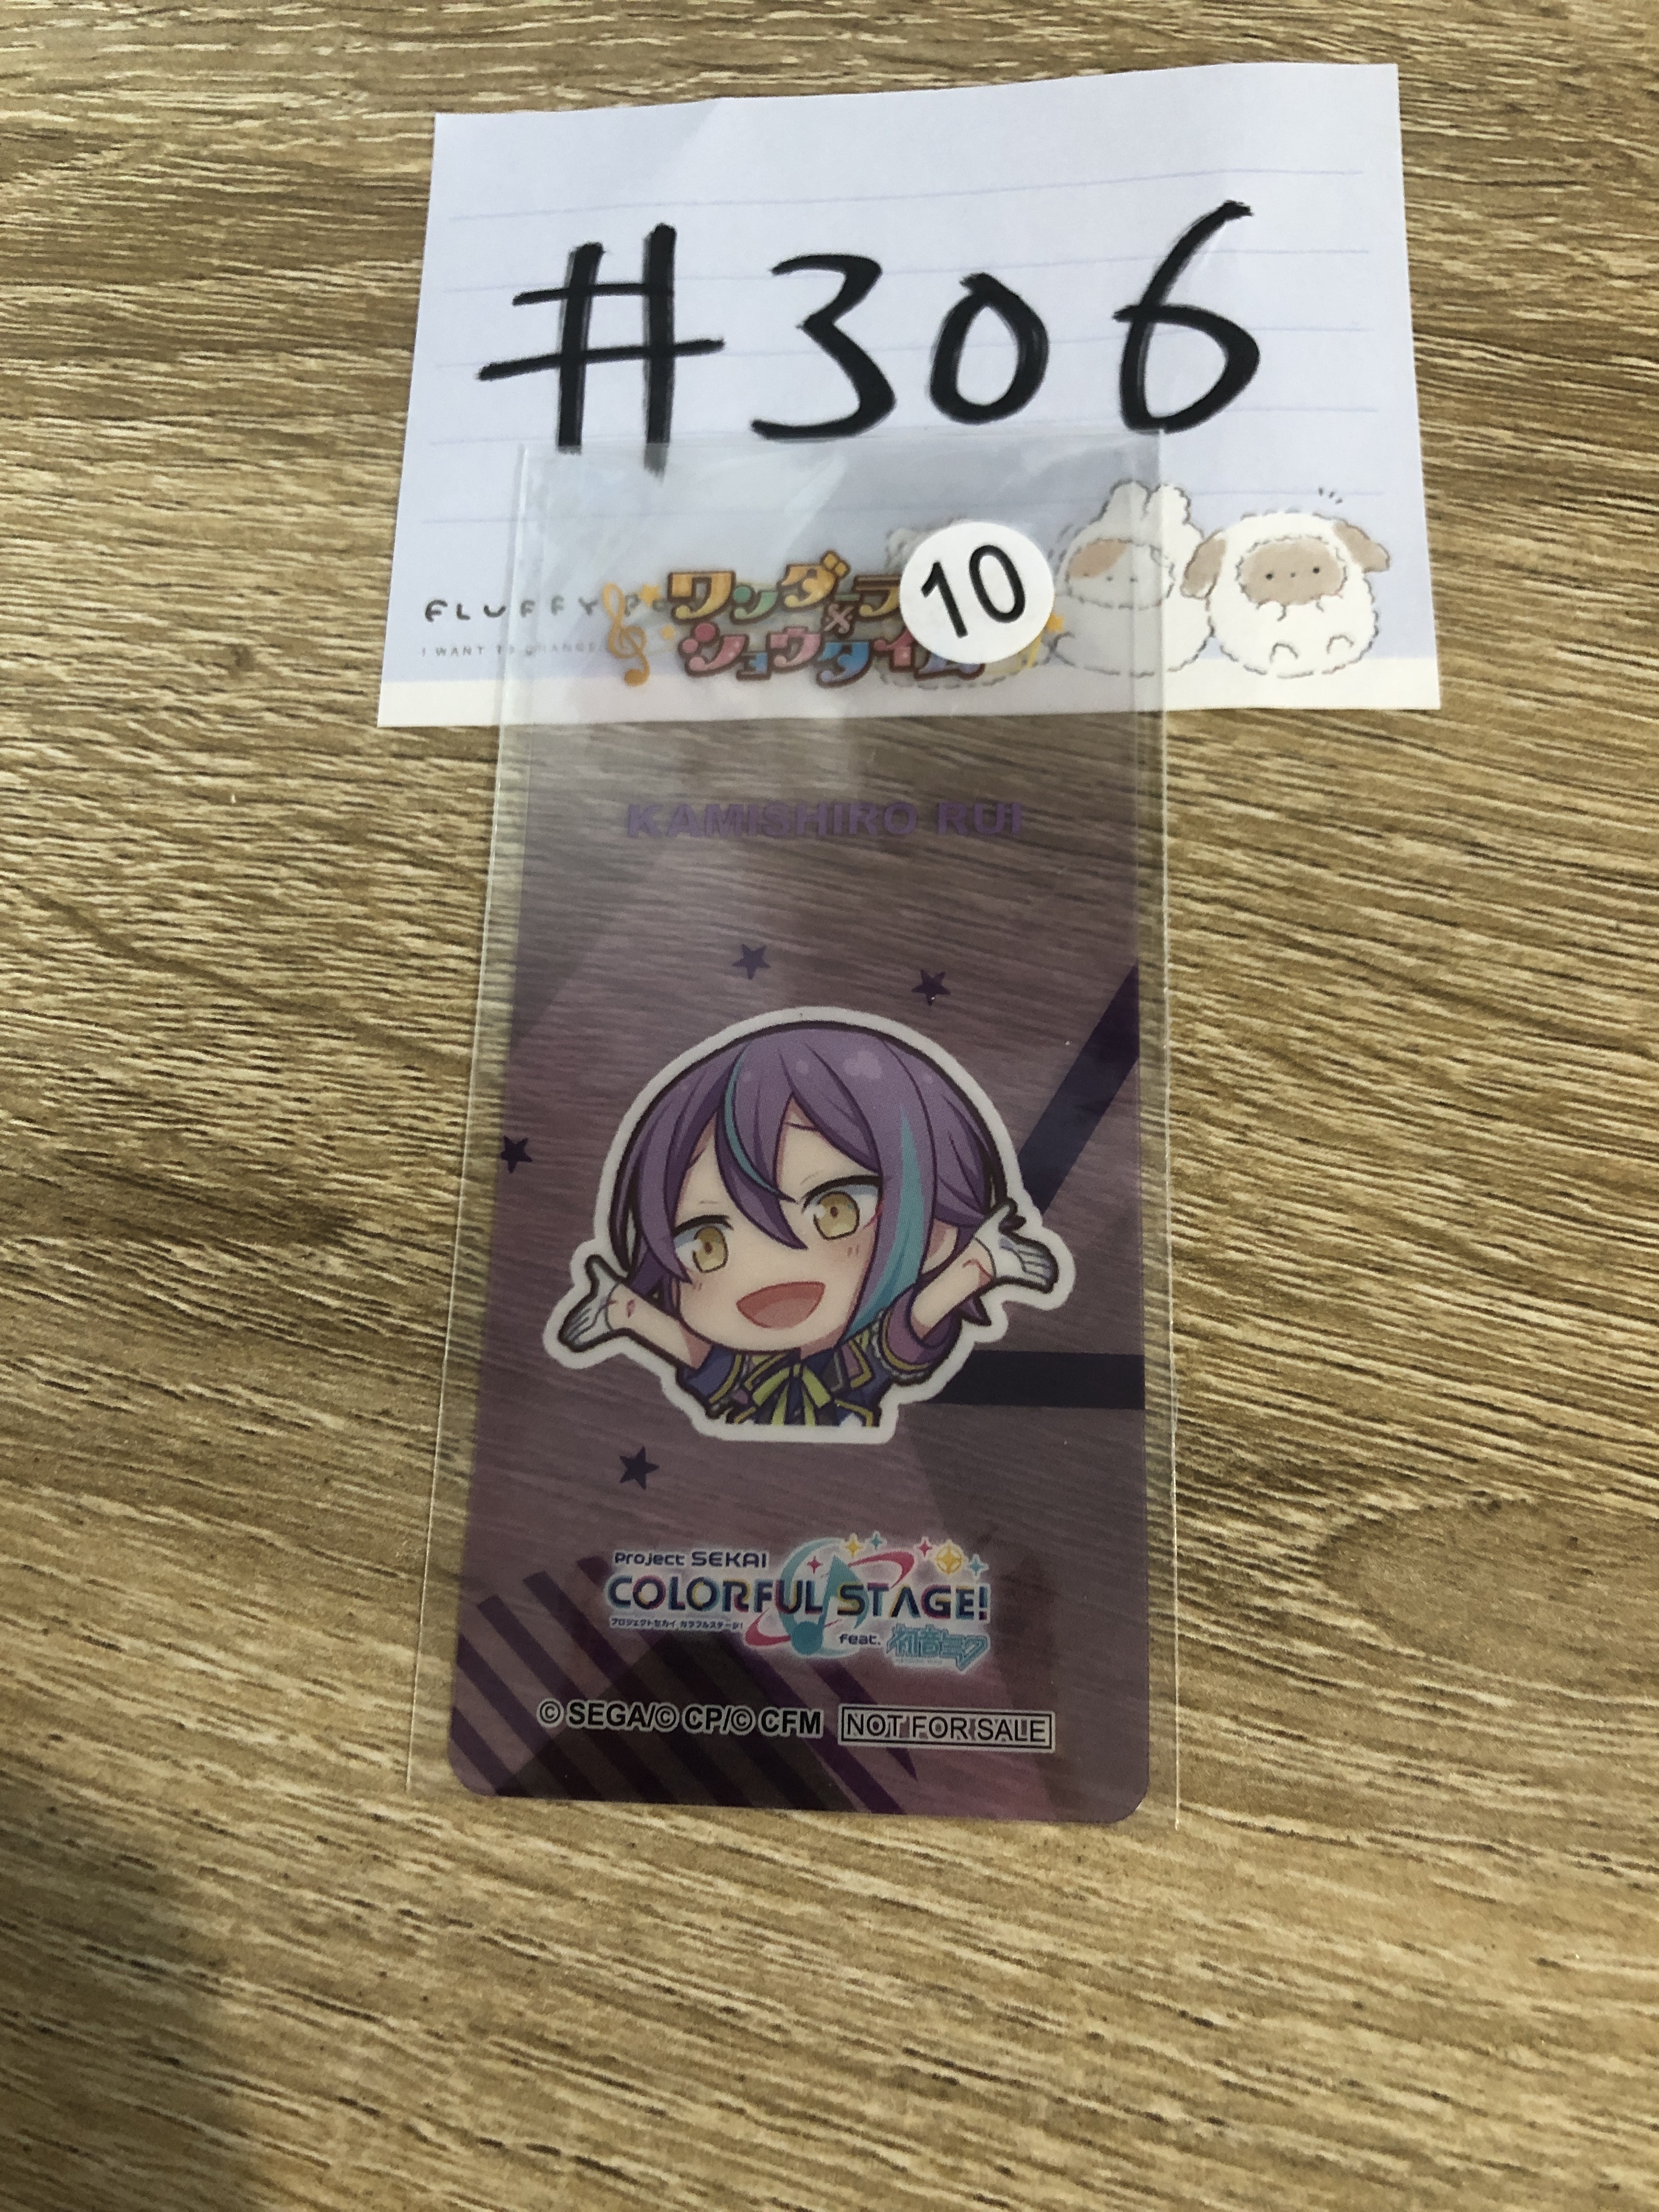 #306
10
ワンダーラ
×
ショウタイム
FLUFFY
I WANT TO CHANGE
KAMISHIRO RUI
Project SEKAI
COLORFUL STAGE!
プロジェクトセカイ カラフルステージ!
feat. 初音ミク
© SEGA/© CP/© CFM NOT FOR SALE